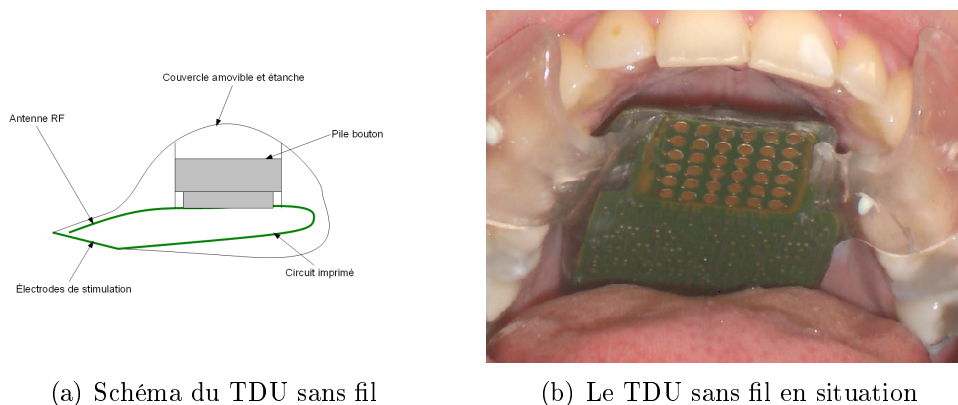 Couvercle amovible et étanche
Antenne RF
Pile bouton
Circuit imprimé
Électrodes de stimulation
(a) Schéma du TDU sans fil
(b) Le TDU sans fil en situation